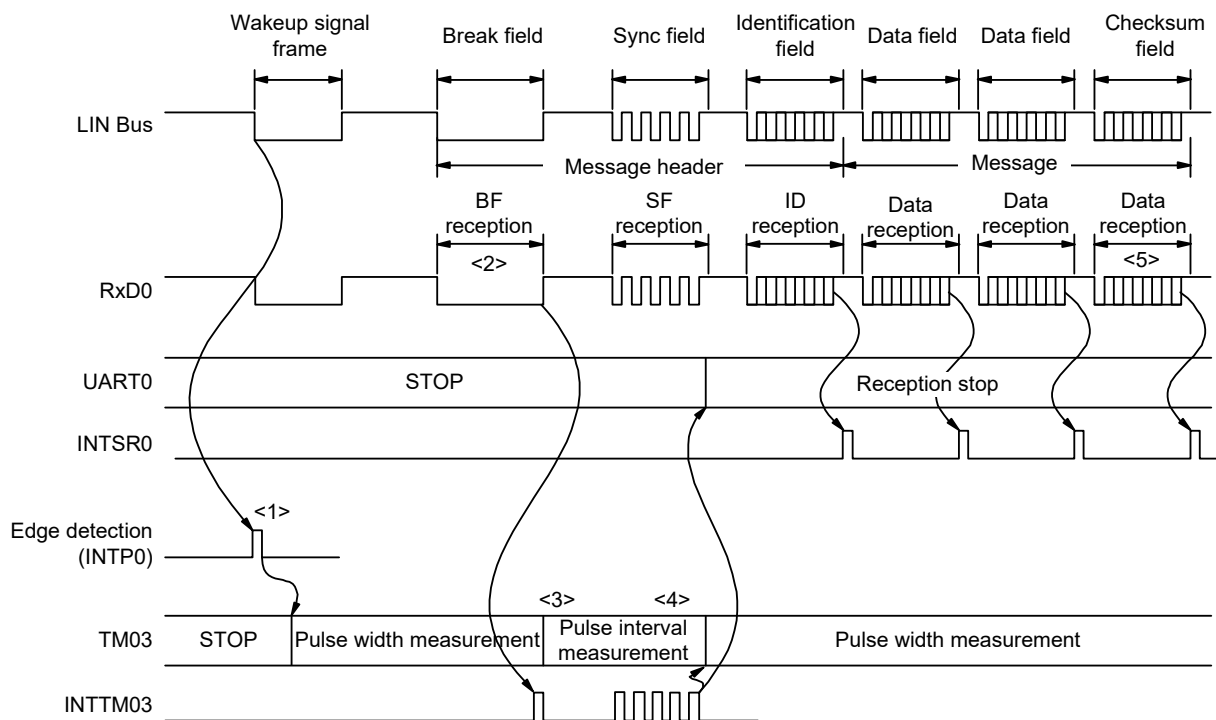 Wakeup signal
frame
Break field
Sync field
Identification
field
Data field
Data field
Checksum
field
LIN Bus
Message header
Message
BF
reception
SF
reception
ID
reception
Data
reception
Data
reception
Data
reception
<2>
<5>
RxD0
UART0
STOP
Reception stop
INTSR0
<1>
Edge detection
(INTP0)
<3>
<4>
TM03
STOP
Pulse width measurement
Pulse interval
measurement
Pulse width measurement
INTTM03